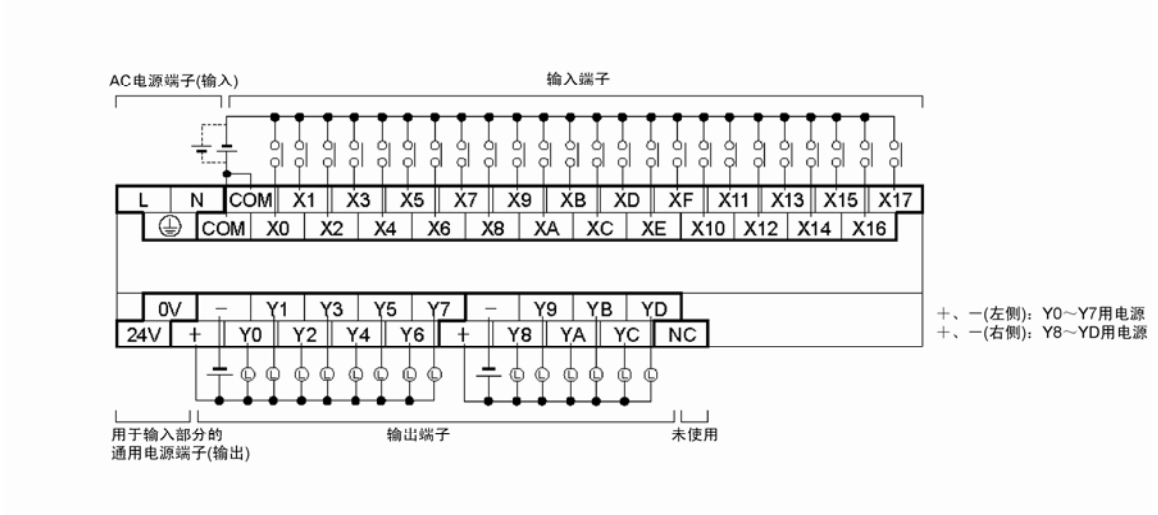 AC电源端子(输入)
输入端子
L N COM X1 X3 X5 X7 X9 XB XD XF X11 X13 X15 X17
COM X0 X2 X4 X6 X8 XA XC XE X10 X12 X14 X16
0V − Y1 Y3 Y5 Y7 − Y9 YB YD
24V + Y0 Y2 Y4 Y6 + Y8 YA YC NC
+、−(左侧)：Y0～Y7用电源
+、−(右侧)：Y8～YD用电源
L L L L L L L L L L L L L L
用于输入部分的
通用电源端子(输出)
输出端子
未使用